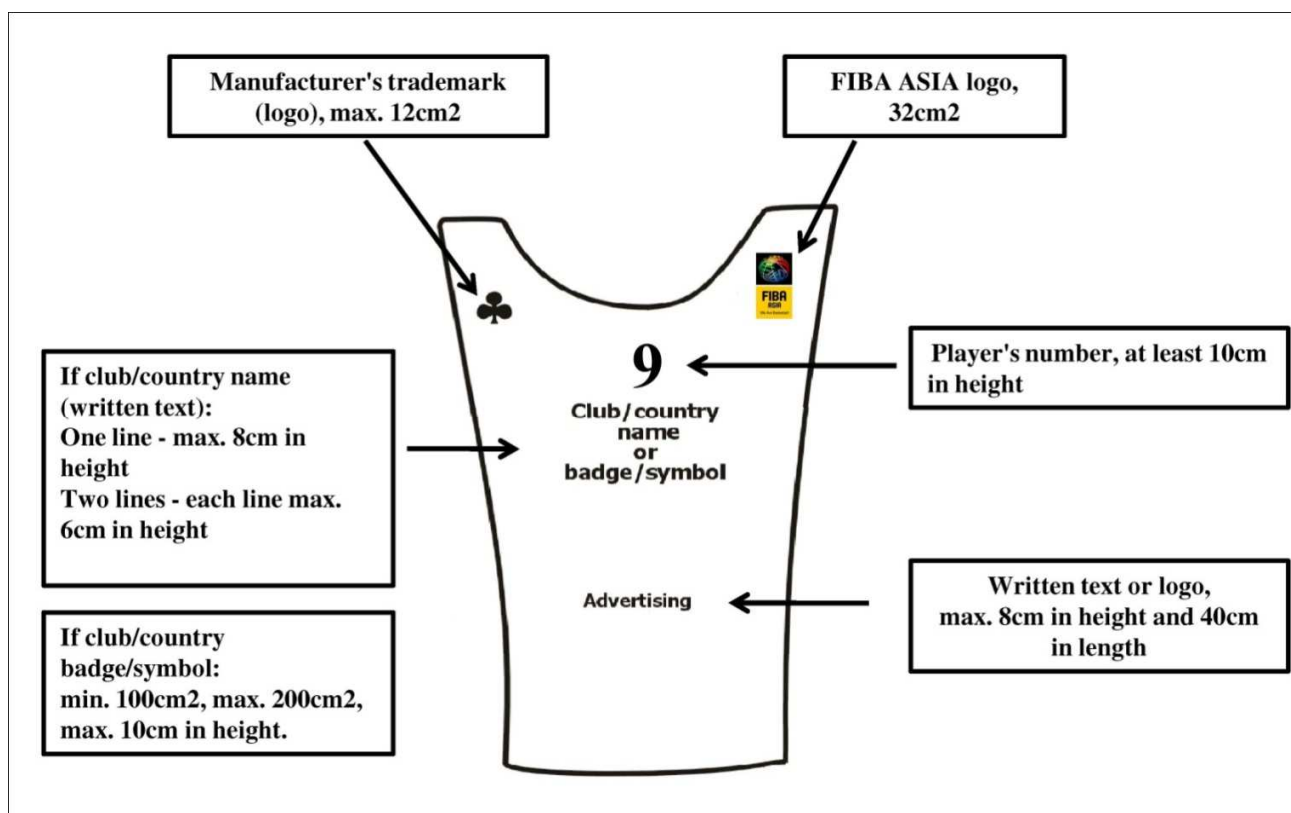 Manufacturer's trademark
(logo), max. 12cm2
FIBA ASIA logo,
32cm2
FIBA
ASIA
We Are Basketball
9
Player's number, at least 10cm
in height
If club/country name
(written text):
One line - max. 8cm in
height
Two lines - each line max.
6cm in height
Club/country
name
or
badge/symbol
Advertising
Written text or logo,
max. 8cm in height and 40cm
in length
If club/country
badge/symbol:
min. 100cm2, max. 200cm2,
max. 10cm in height.